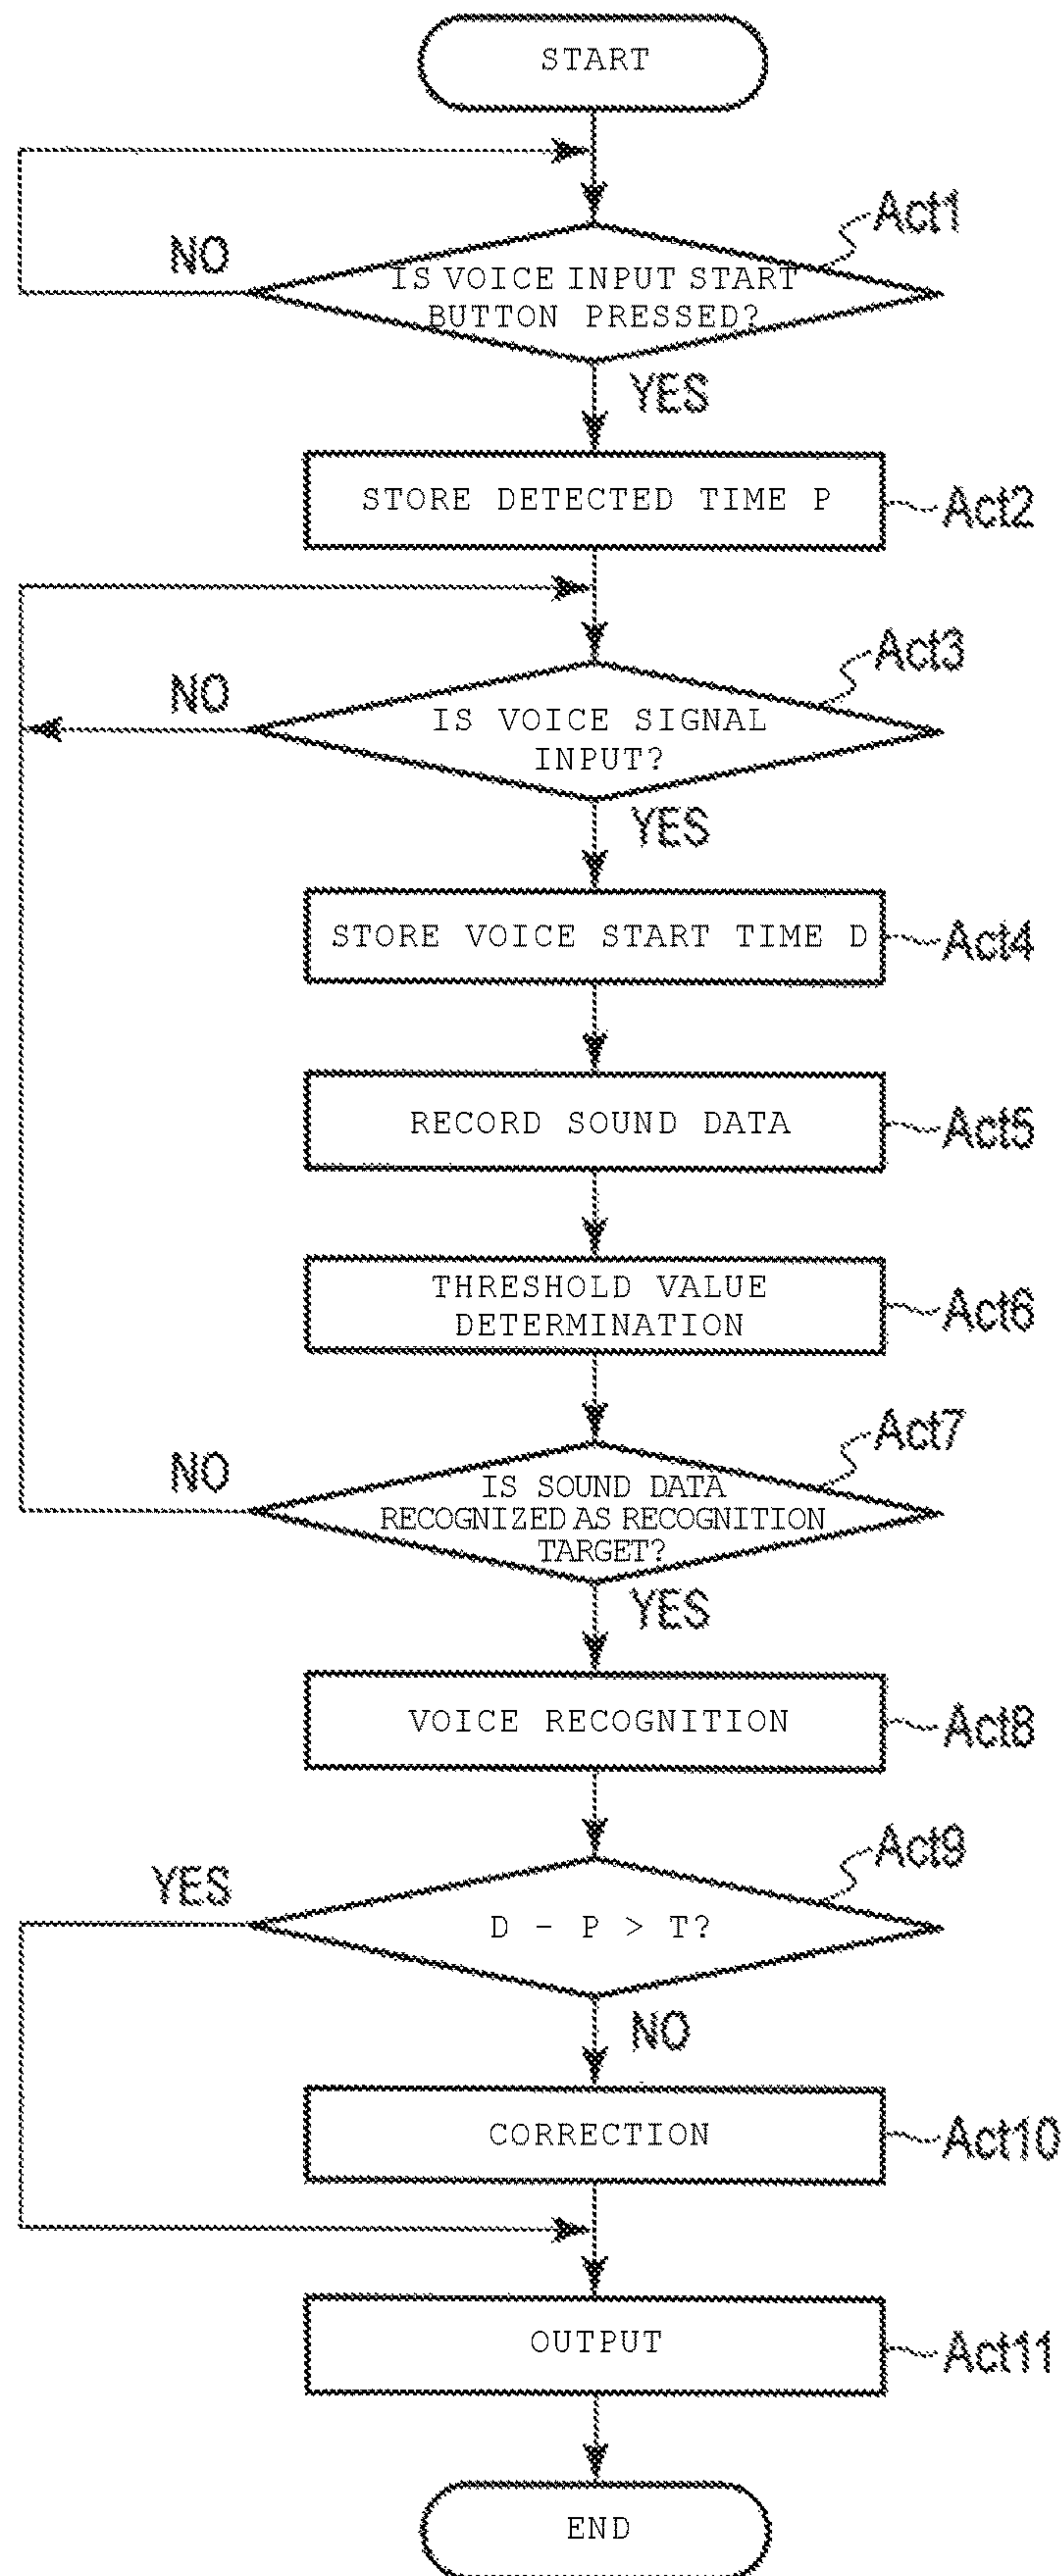 START
Act1
NO
IS VOICE INPUT START
BUTTON PRESSED?
YES
STORE DETECTED TIME P
Act2
Act3
NO
IS VOICE SIGNAL
INPUT?
YES
STORE VOICE START TIME D
Act4
RECORD SOUND DATA
Act5
THRESHOLD VALUE
DETERMINATION
Act6
Act7
NO
IS SOUND DATA
RECOGNIZED AS RECOGNITION
TARGET?
YES
VOICE RECOGNITION
Act8
Act9
YES
D - P > T?
NO
CORRECTION
Act10
OUTPUT
Act11
END